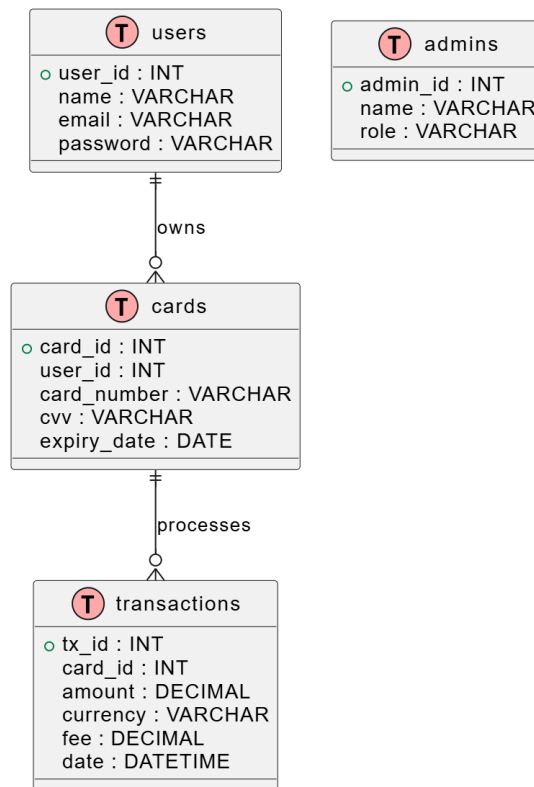 T users
user_id : INT
name : VARCHAR
email : VARCHAR
password : VARCHAR
T admins
admin_id : INT
name : VARCHAR
role : VARCHAR
owns
T cards
card_id : INT
user_id : INT
card_number : VARCHAR
cvv : VARCHAR
expiry_date : DATE
processes
T transactions
tx_id : INT
card_id : INT
amount : DECIMAL
currency : VARCHAR
fee : DECIMAL
date : DATETIME